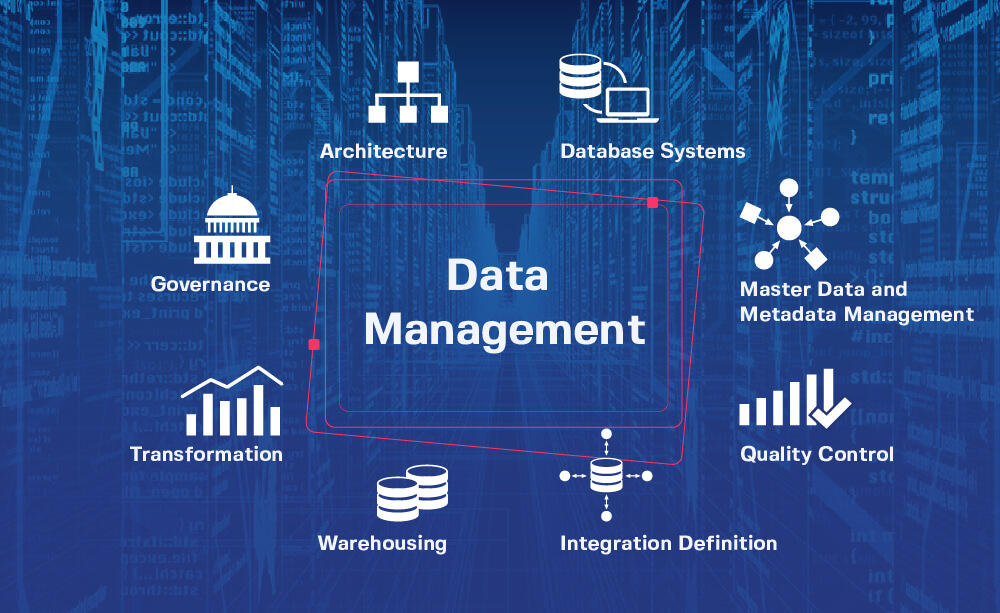 Architecture
Database Systems
Governance
Data
Management
Master Data and
Metadata Management
Transformation
Quality Control
Warehousing
Integration Definition